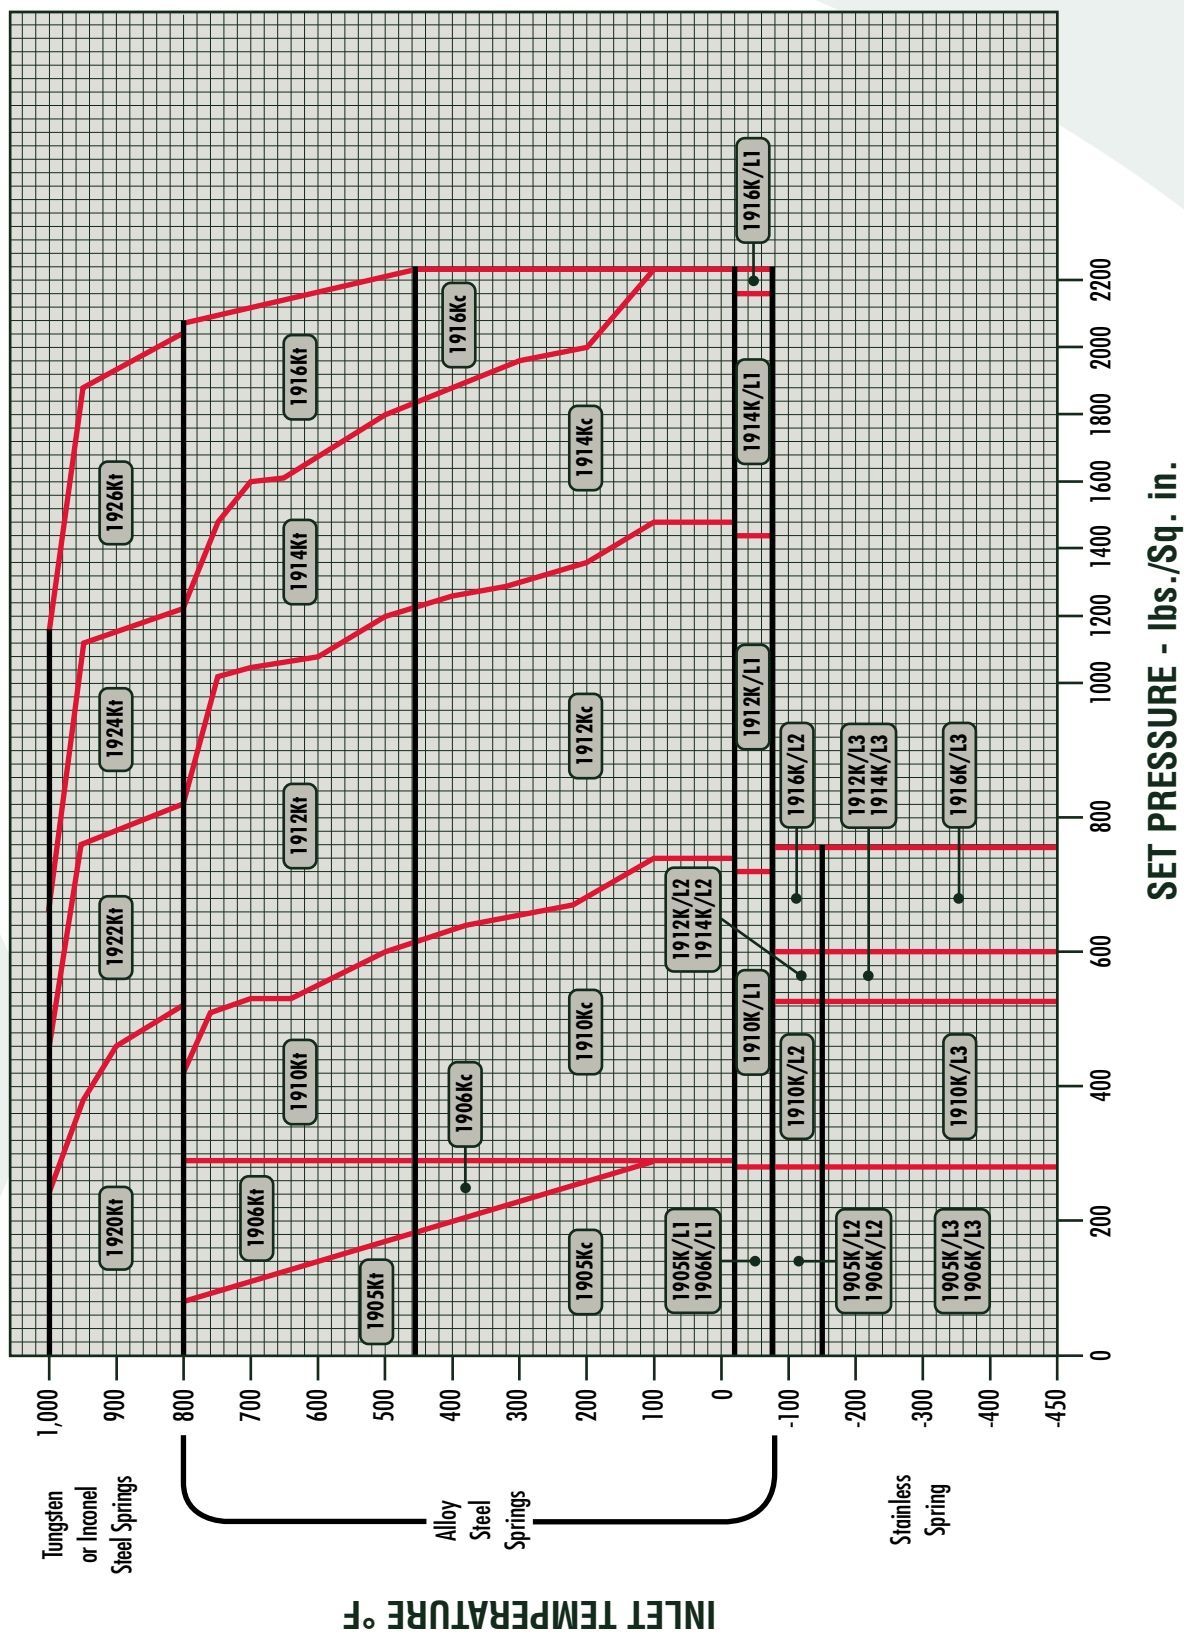 INLET TEMPERATURE °F
Tungsten
or Inconel
Steel Springs
Alloy
Steel
Springs
Stainless
Spring
1,000
900
800
700
600
500
400
300
200
100
0
-100
-200
-300
-400
-450
1920Kt
1922Kt
1924Kt
1926Kt
1906Kt
1910Kt
1912Kt
1914Kt
1916Kt
1905Kt
1906Kc
1916Kc
1905Kc
1910Kc
1912Kc
1914Kc
1905K/L1
1906K/L1
1912K/L2
1914K/L2
1910K/L1
1912K/L1
1914K/L1
1916K/L1
1910K/L2
1916K/L2
1905K/L2
1906K/L2
1912K/L3
1914K/L3
1905K/L3
1906K/L3
1910K/L3
1916K/L3
0
200
400
600
800
1000
1200
1400
1600
1800
2000
2200
SET PRESSURE - lbs./Sq. in.